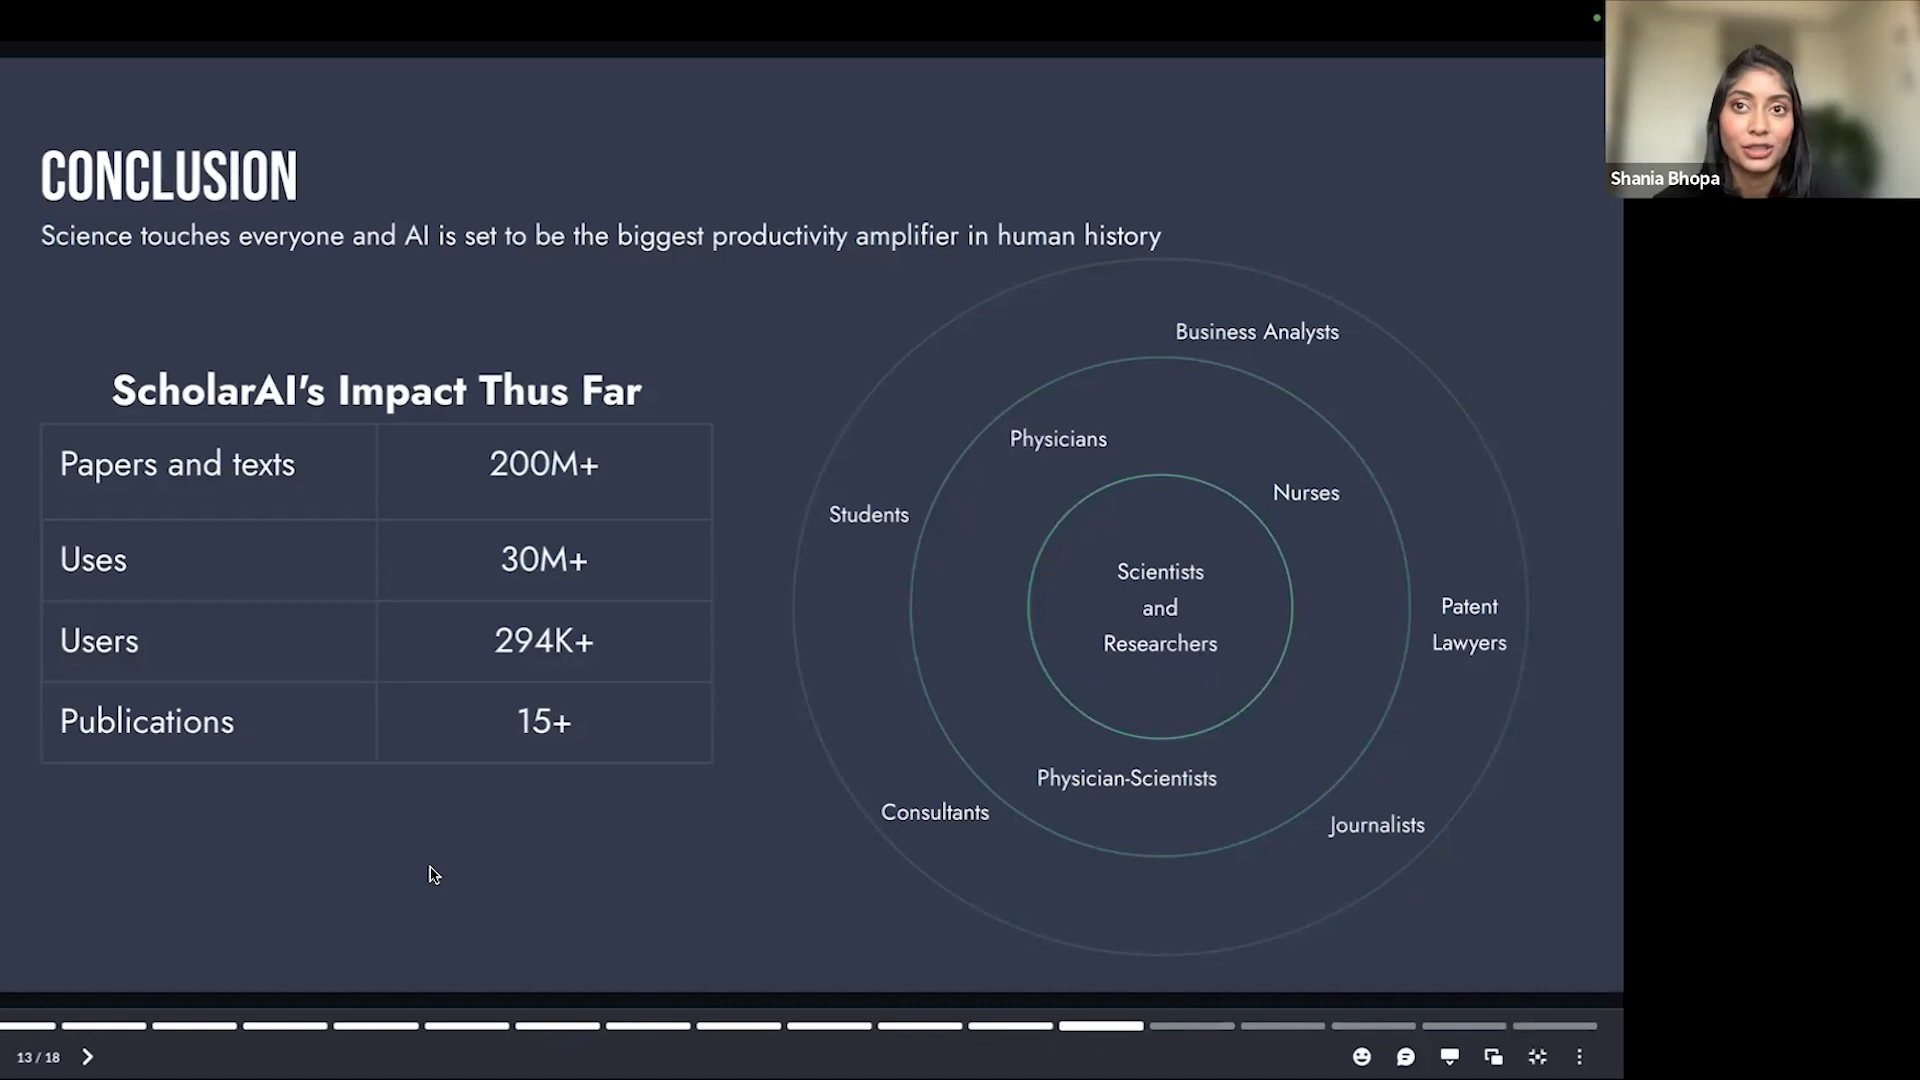 Shania Bhopa
CONCLUSION
Science touches everyone and AI is set to be the biggest productivity amplifier in human history
ScholarAI's Impact Thus Far
Papers and texts 200M+
Uses 30M+
Users 294K+
Publications 15+
Business Analysts
Physicians
Nurses
Students
Scientists
and
Researchers
Patent
Lawyers
Physician-Scientists
Consultants
Journalists
13 / 18